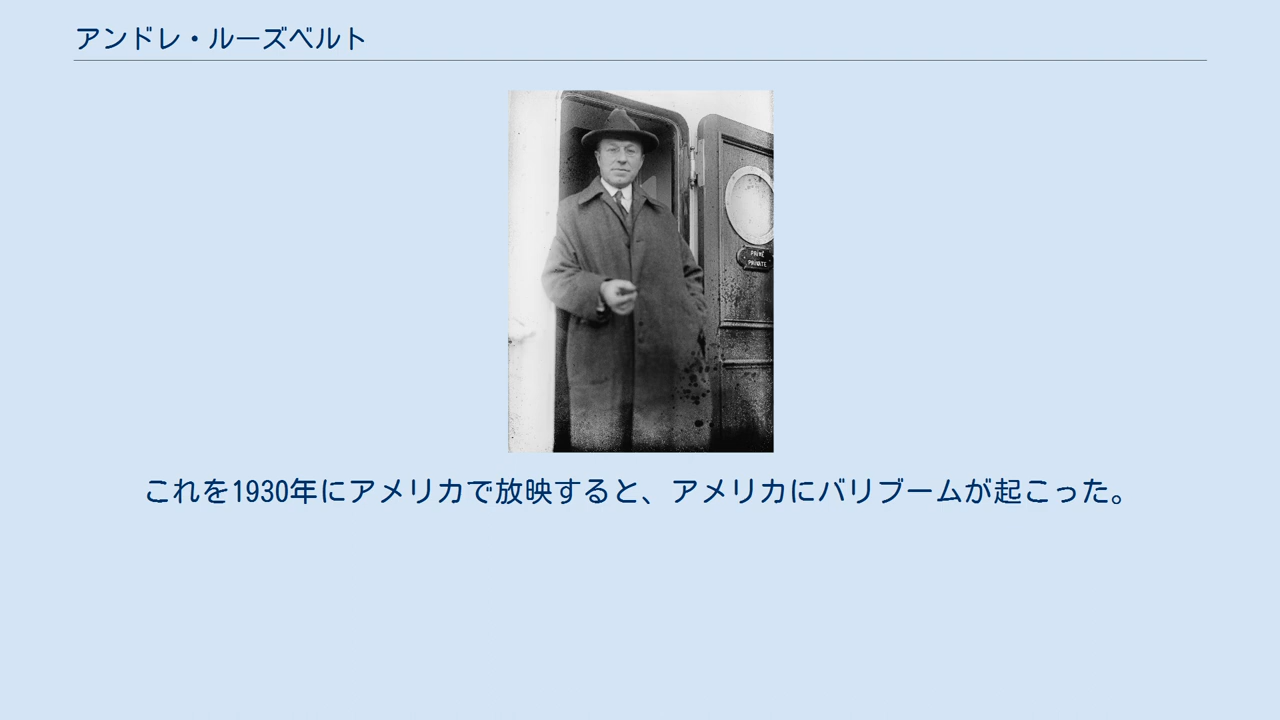 アンドレ・ルーズベルト
PRIVÉ
PRIVATE
これを1930年にアメリカで放映すると、アメリカにバリブームが起こった。